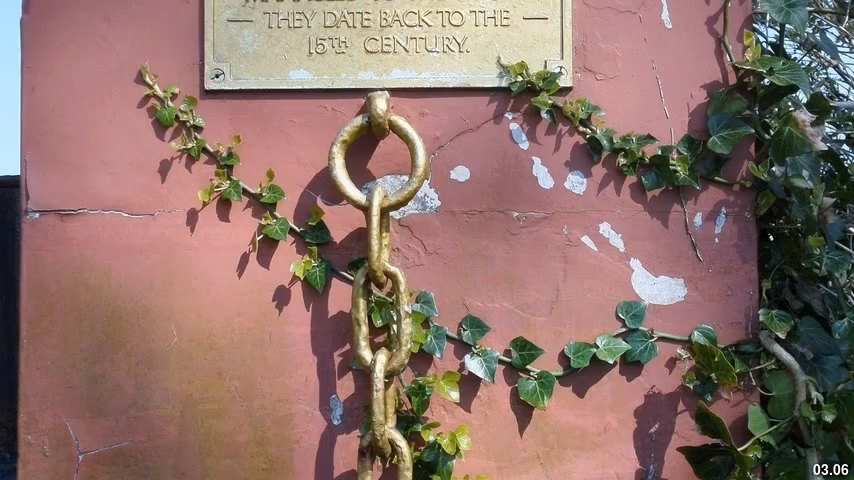 — THEY DATE BACK TO THE —
15TH CENTURY.
03.06